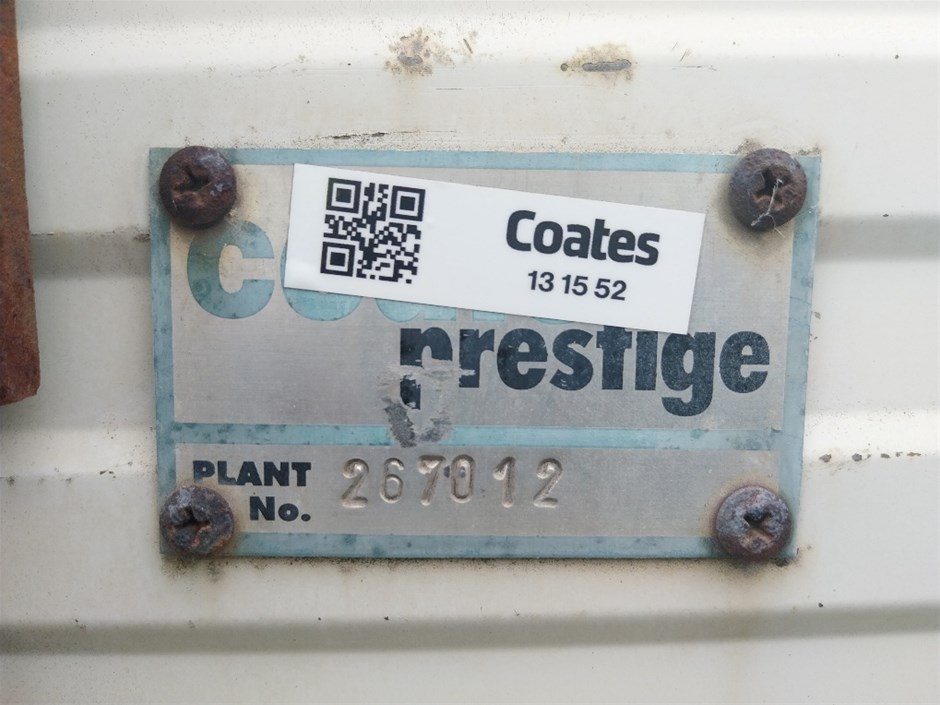 Coates
13 15 52
prestige
PLANT
No. 267012